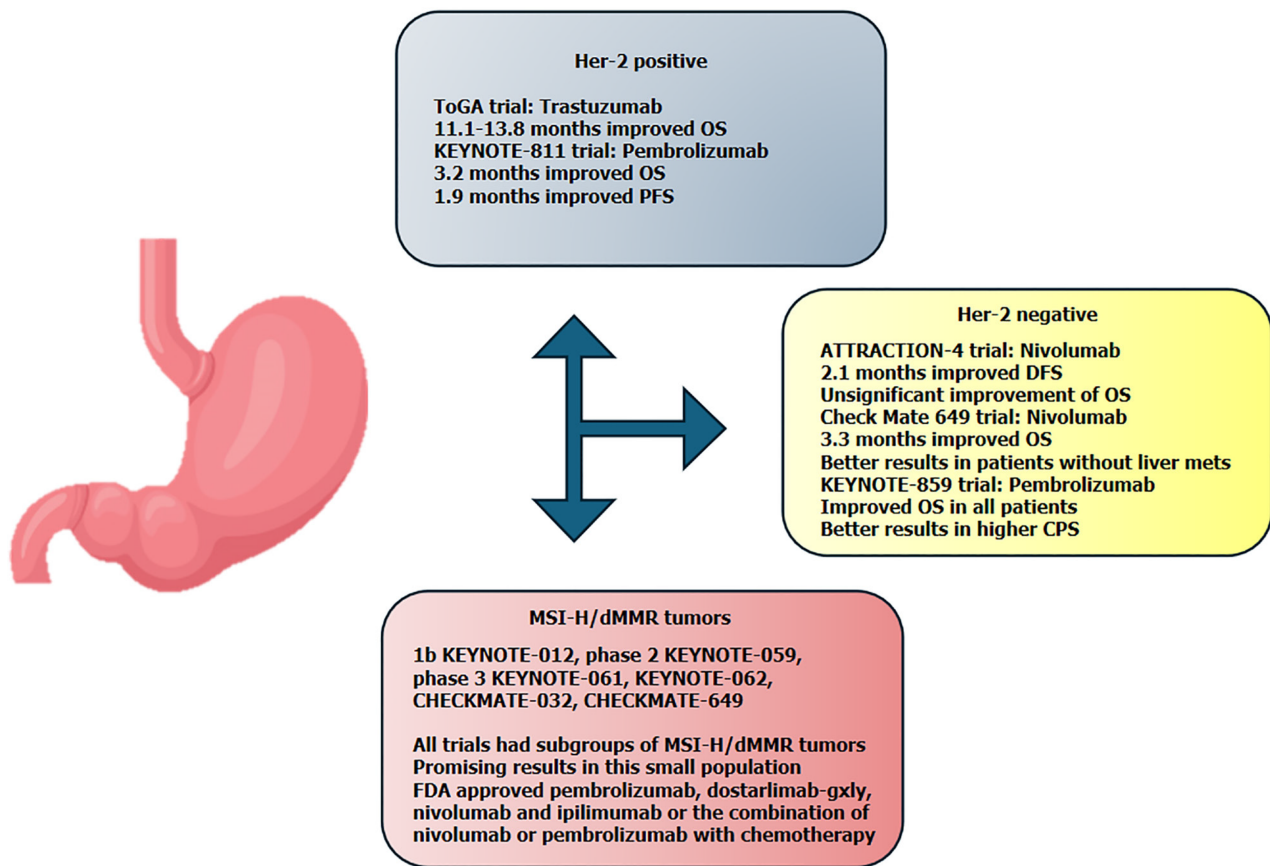 Her-2 positive
ToGA trial: Trastuzumab
11.1-13.8 months improved OS
KEYNOTE-811 trial: Pembrolizumab
3.2 months improved OS
1.9 months improved PFS
Her-2 negative
ATTRACTION-4 trial: Nivolumab
2.1 months improved DFS
Unsignificant improvement of OS
Check Mate 649 trial: Nivolumab
3.3 months improved OS
Better results in patients without liver mets
KEYNOTE-859 trial: Pembrolizumab
Improved OS in all patients
Better results in higher CPS
MSI-H/dMMR tumors
1b KEYNOTE-012, phase 2 KEYNOTE-059,
phase 3 KEYNOTE-061, KEYNOTE-062,
CHECKMATE-032, CHECKMATE-649
All trials had subgroups of MSI-H/dMMR tumors
Promising results in this small population
FDA approved pembrolizumab, dostarlimab-gxly,
nivolumab and ipilimumab or the combination of
nivolumab or pembrolizumab with chemotherapy